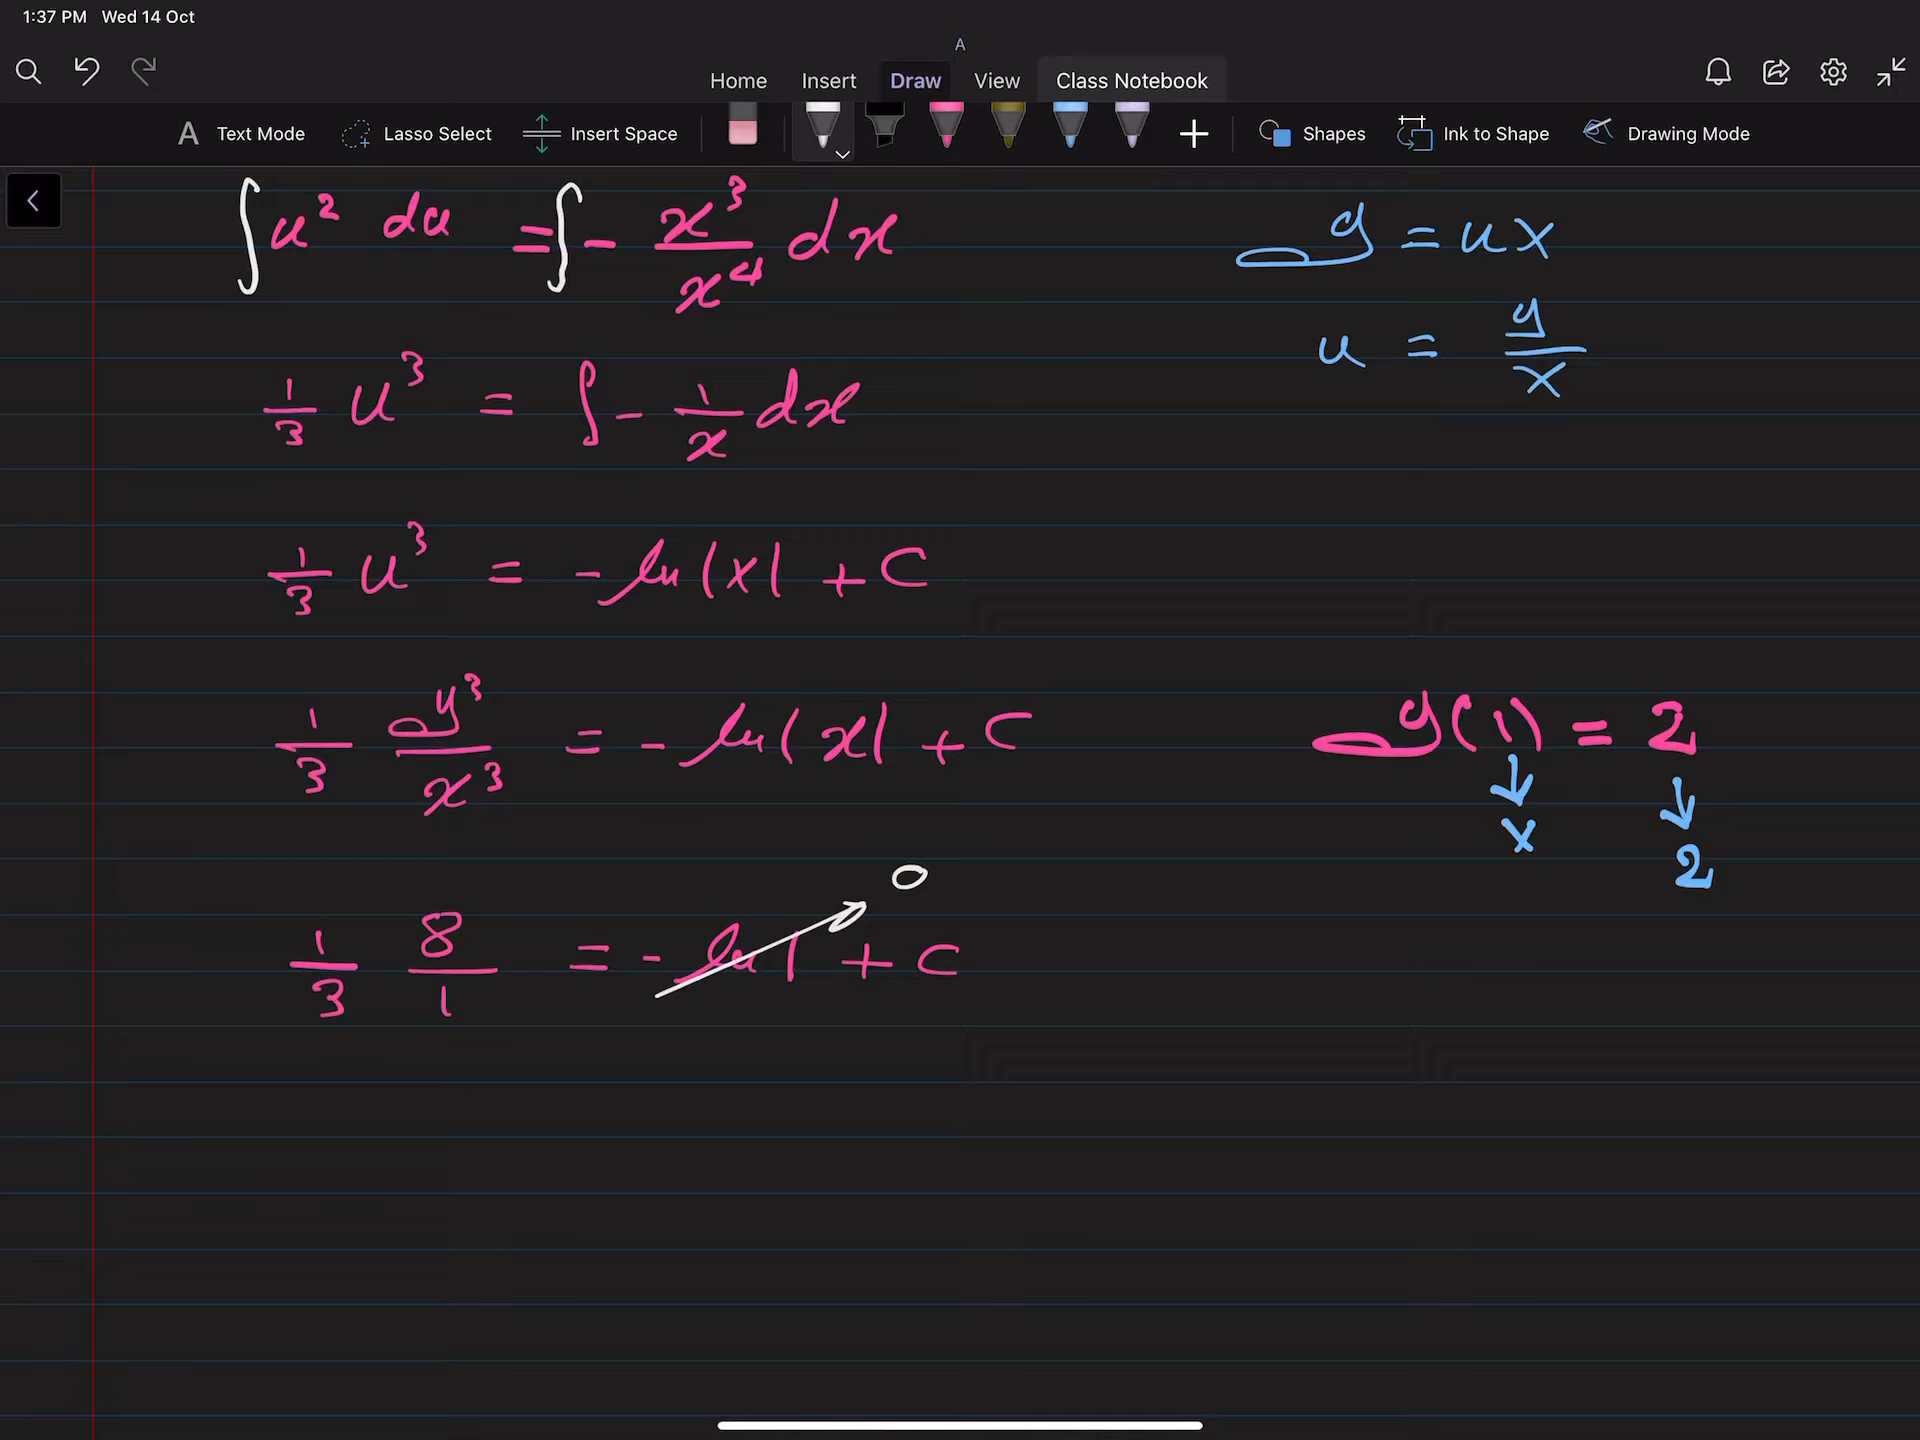 1:37 PM Wed 14 Oct
A
Home Insert Draw View Class Notebook
A Text Mode Lasso Select Insert Space Shapes Ink to Shape Drawing Mode
∫u² du = ∫ - x³/x⁴ dx
y = ux
u = y/x
1/3 u³ = ∫ - 1/x dx
1/3 u³ = - ln|x| + C
1/3 y³/x³ = - ln|x| + C
y(1) = 2
↓ ↓
x 2
0
1/3 8/1 = - ln 1 + C